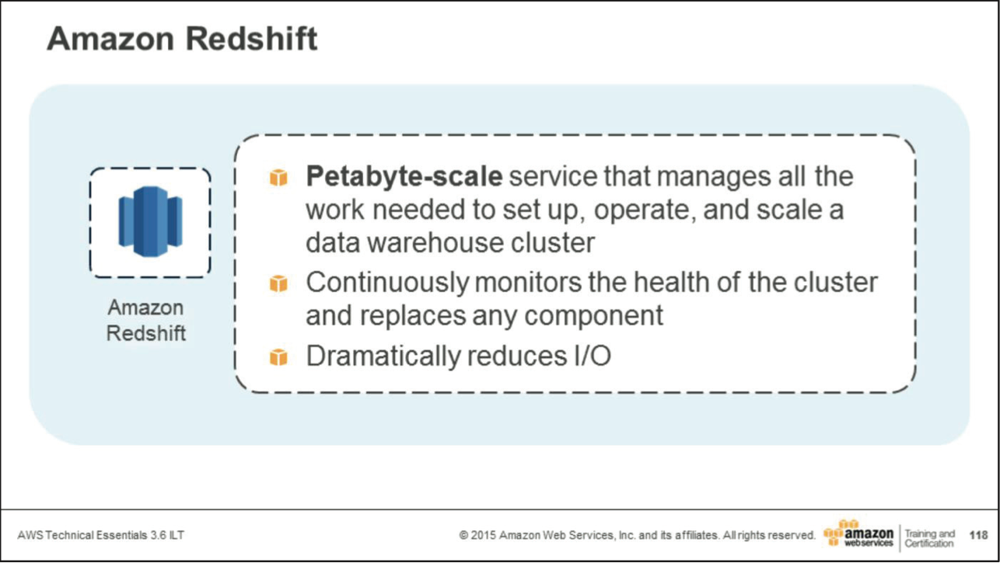 Amazon Redshift
Petabyte-scale service that manages all the
work needed to set up, operate, and scale a
data warehouse cluster
Continuously monitors the health of the cluster
and replaces any component
Dramatically reduces I/O
Amazon
Redshift
AWS Technical Essentials 3.6 ILT
© 2015 Amazon Web Services, Inc. and its affiliates. All rights reserved.
amazon
webservices
Training and
Certification
118